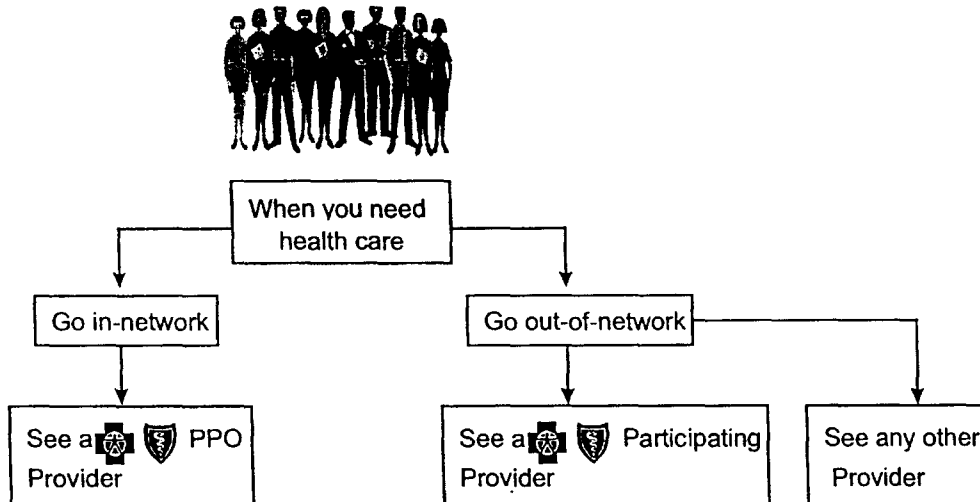 When you need
health care
Go in-network
Go out-of-network
See a PPO
Provider
See a Participating
Provider
See any other
Provider